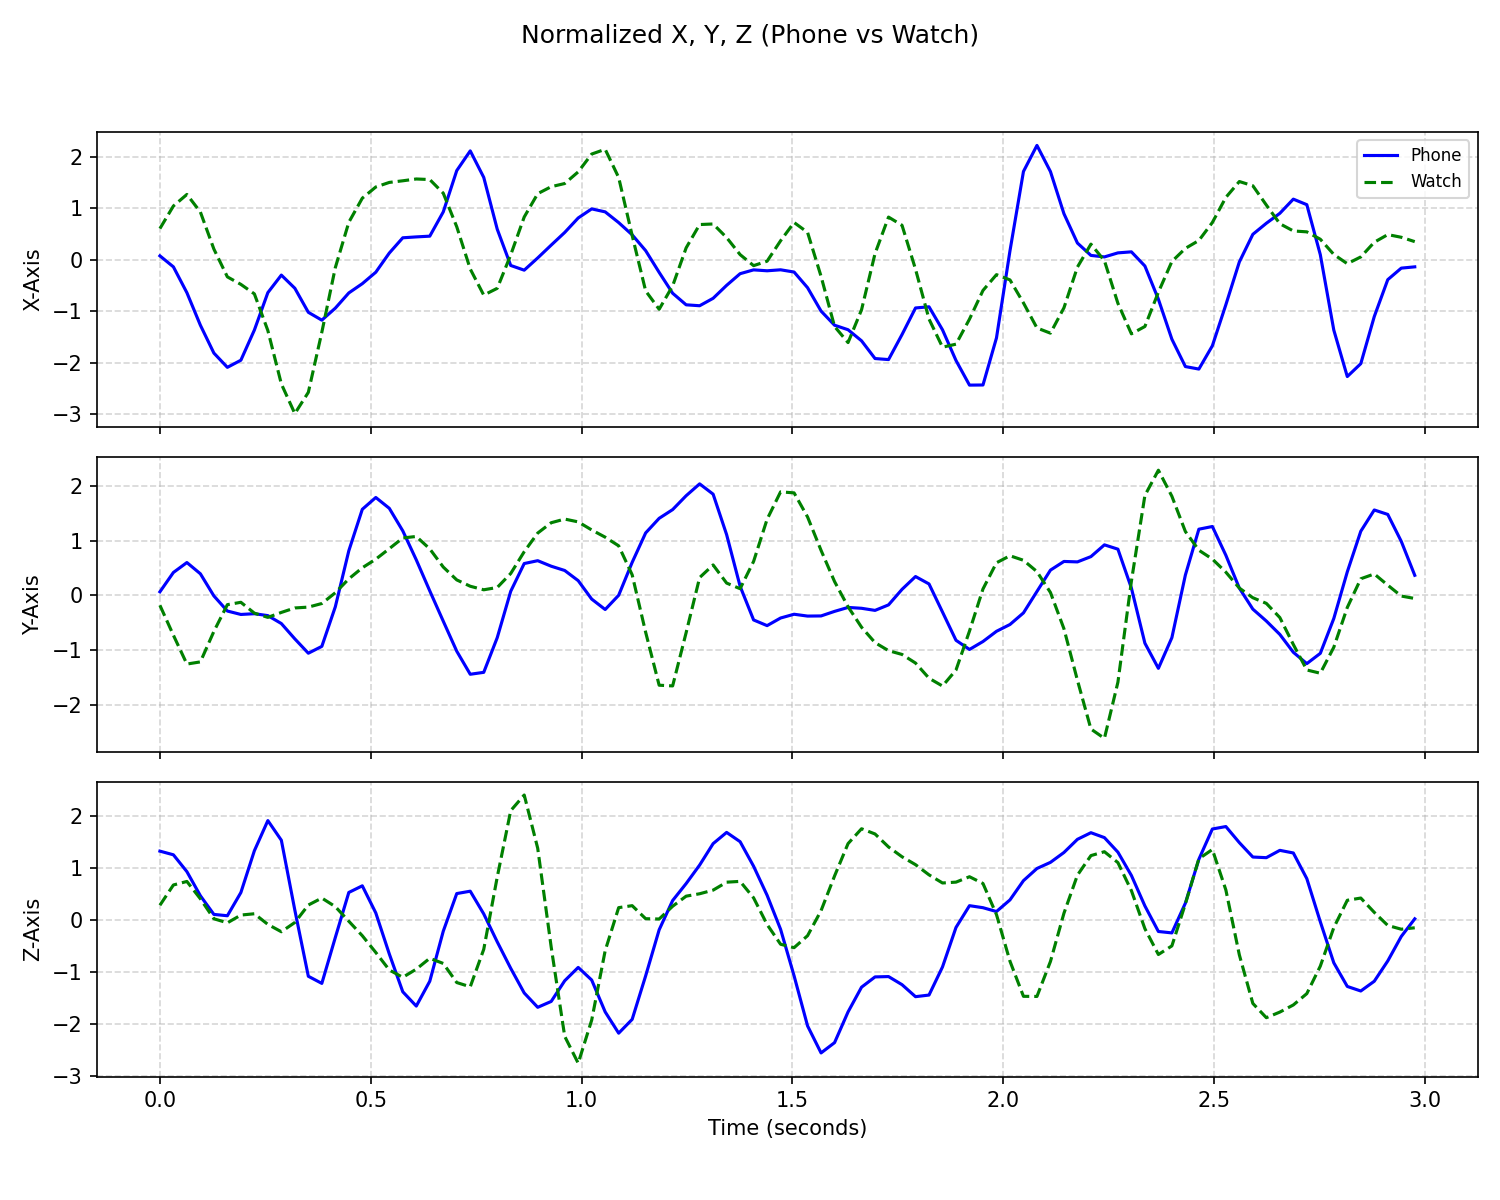 Normalized X, Y, Z (Phone vs Watch)
2
1
0
−1
−2
−3
X-Axis
Phone
Watch
2
1
0
−1
−2
Y-Axis
2
1
0
−1
−2
−3
Z-Axis
0.0 0.5 1.0 1.5 2.0 2.5 3.0
Time (seconds)